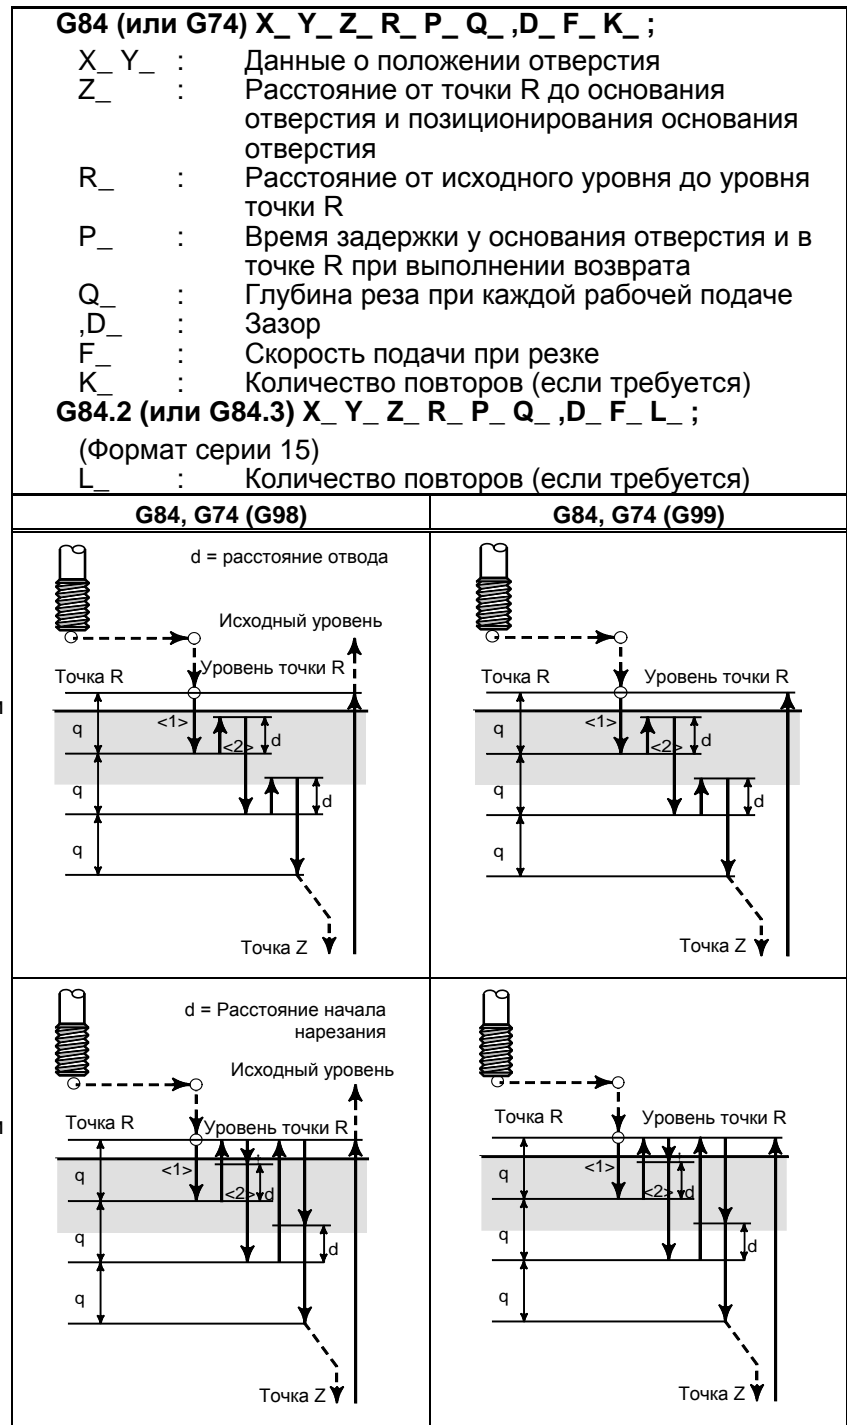 G84 (или G74) X_ Y_ Z_ R_ P_ Q_ ,D_ F_ K_ ;
X_ Y_ : Данные о положении отверстия
Z_ : Расстояние от точки R до основания
отверстия и позиционирования основания
отверстия
R_ : Расстояние от исходного уровня до уровня
точки R
P_ : Время задержки у основания отверстия и в
точке R при выполнении возврата
Q_ : Глубина реза при каждой рабочей подаче
,D_ : Зазор
F_ : Скорость подачи при резке
K_ : Количество повторов (если требуется)
G84.2 (или G84.3) X_ Y_ Z_ R_ P_ Q_ ,D_ F_ L_ ;
(Формат серии 15)
L_ : Количество повторов (если требуется)
G84, G74 (G98)
G84, G74 (G99)
d = расстояние отвода
Исходный уровень
Точка R
Уровень точки R
<1>
<2>
q
d
q
d
q
Точка Z
Точка R
Уровень точки R
<1>
<2>
q
d
q
d
q
Точка Z
d = Расстояние начала
нарезания
Исходный уровень
Точка R
Уровень точки R
<1>
<2>
q
d
q
d
q
Точка Z
Точка R
Уровень точки R
<1>
<2>
q
d
q
d
q
Точка Z